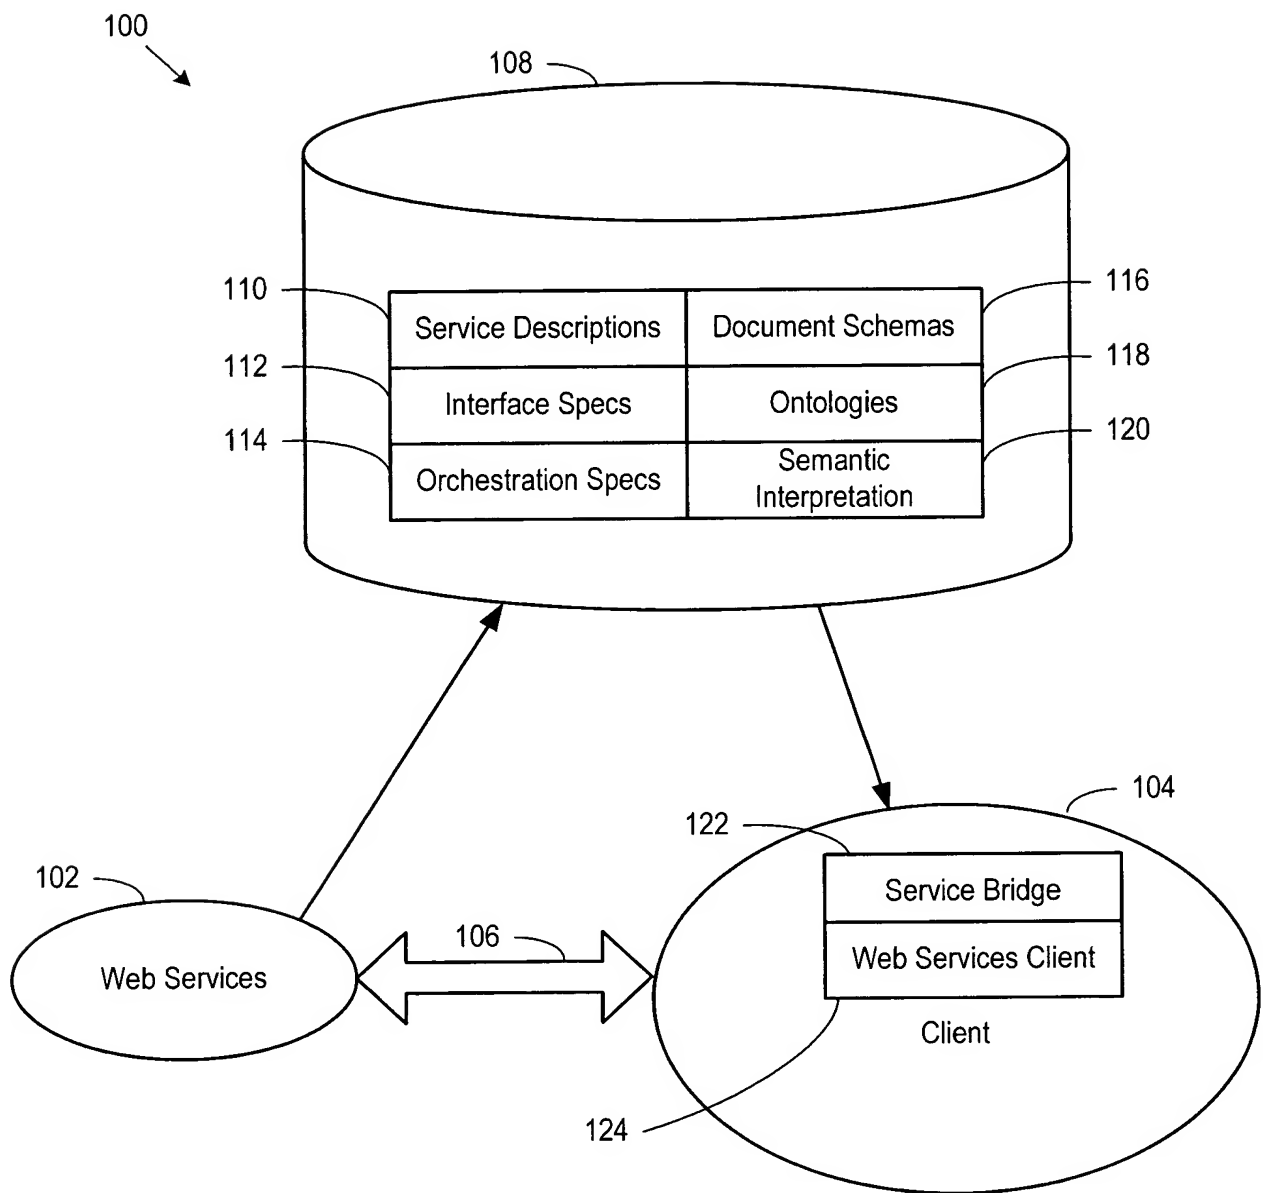 100
108
110
Service Descriptions
Document Schemas
116
112
Interface Specs
Ontologies
118
114
Orchestration Specs
Semantic
Interpretation
120
104
122
Service Bridge
102
Web Services
106
Web Services Client
Client
124